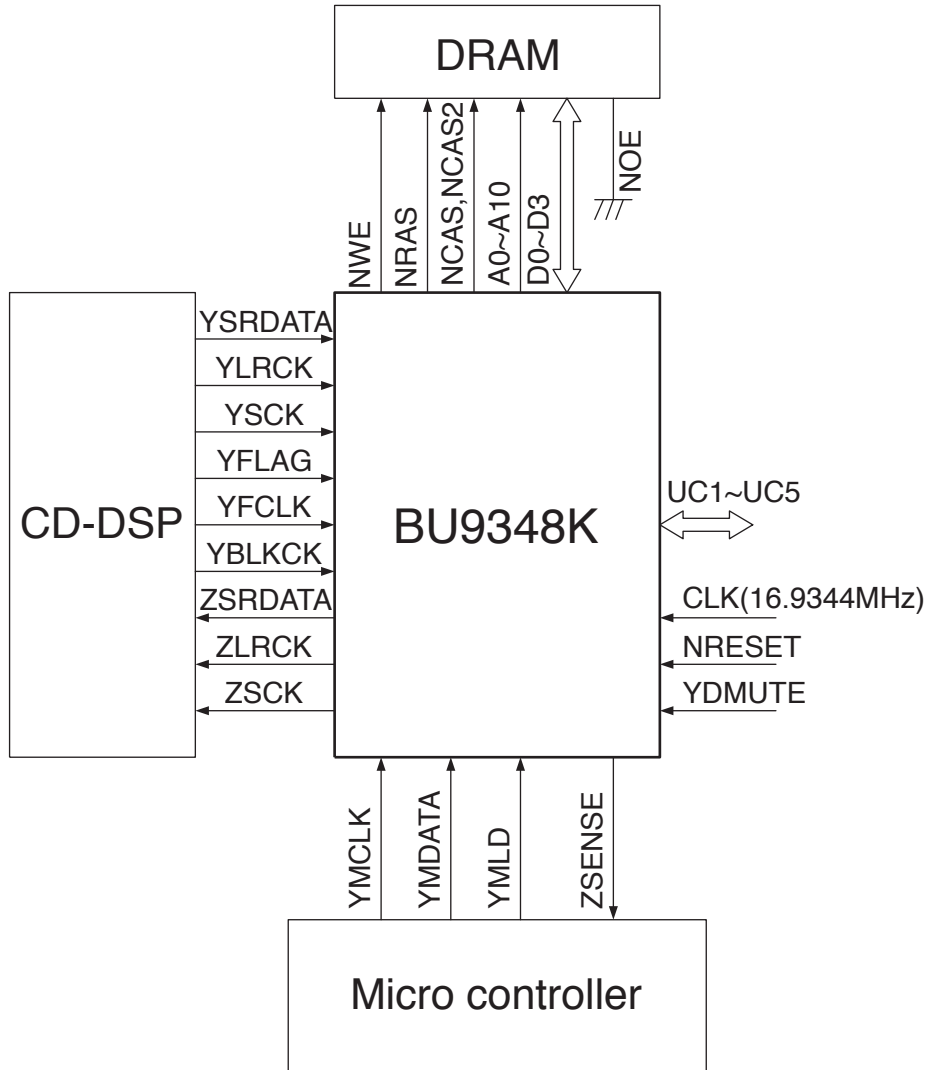 DRAM
NWE
NRAS
NCAS,NCAS2
A0~A10
D0~D3
NOE
CD-DSP
YSRDATA
YLRCK
YSCK
YFLAG
YFCLK
YBLKCK
ZSRDATA
ZLRCK
ZSCK
BU9348K
UC1~UC5
CLK(16.9344MHz)
NRESET
YDMUTE
YMCLK
YMDATA
YMLD
ZSENSE
Micro controller